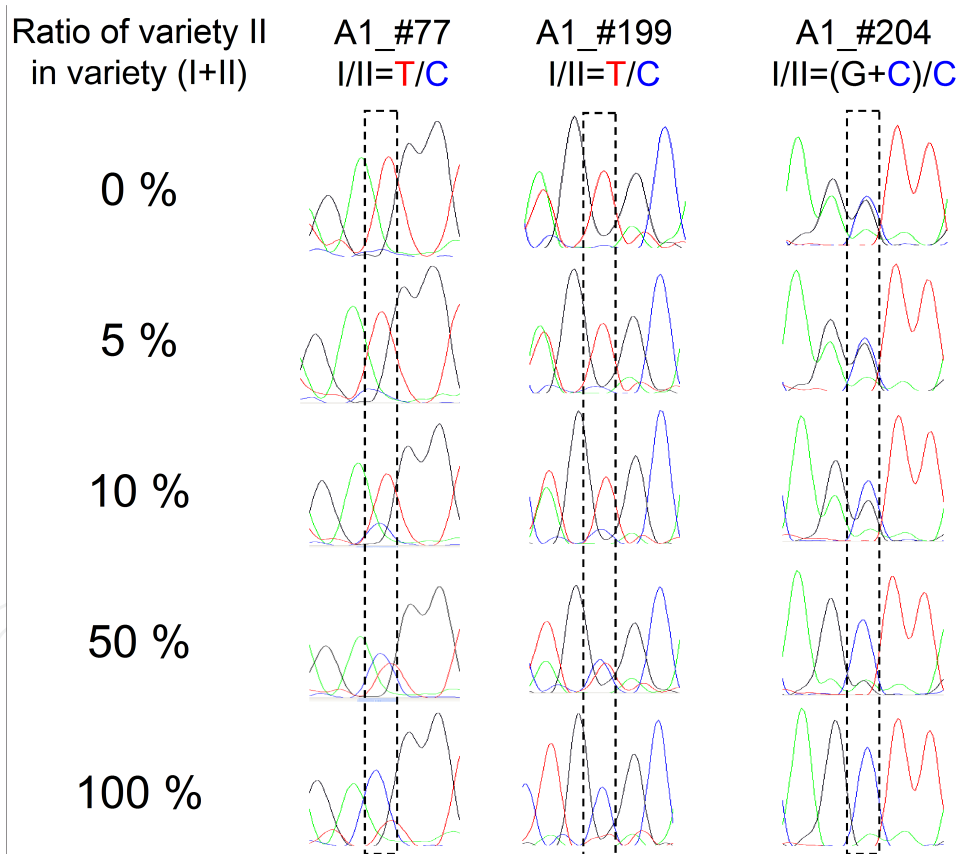 Ratio of variety II
in variety (I+II)
A1_#77
I/II=T/C
A1_#199
I/II=T/C
A1_#204
I/II=(G+C)/C
0 %
5 %
10 %
50 %
100 %